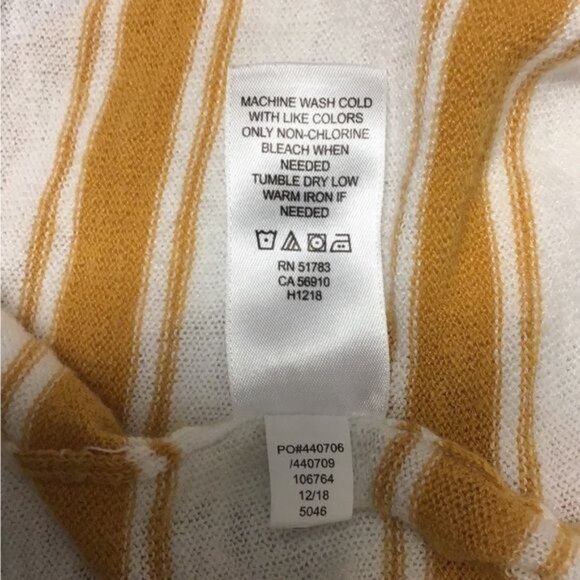 MACHINE WASH COLD
WITH LIKE COLORS
ONLY NON-CHLORINE
BLEACH WHEN
NEEDED
TUMBLE DRY LOW
WARM IRON IF
NEEDED
RN 51783
CA 56910
H1218
PO#440706
/440709
106764
12/18
5046